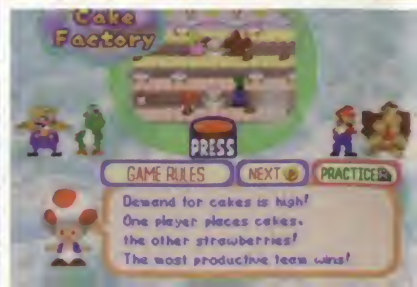 Cake
Factory
PRESS
GAME RULES NEXT PRACTICE
Demand for cakes is high!
One player places cakes,
the other strawberries!
The most productive team wins!